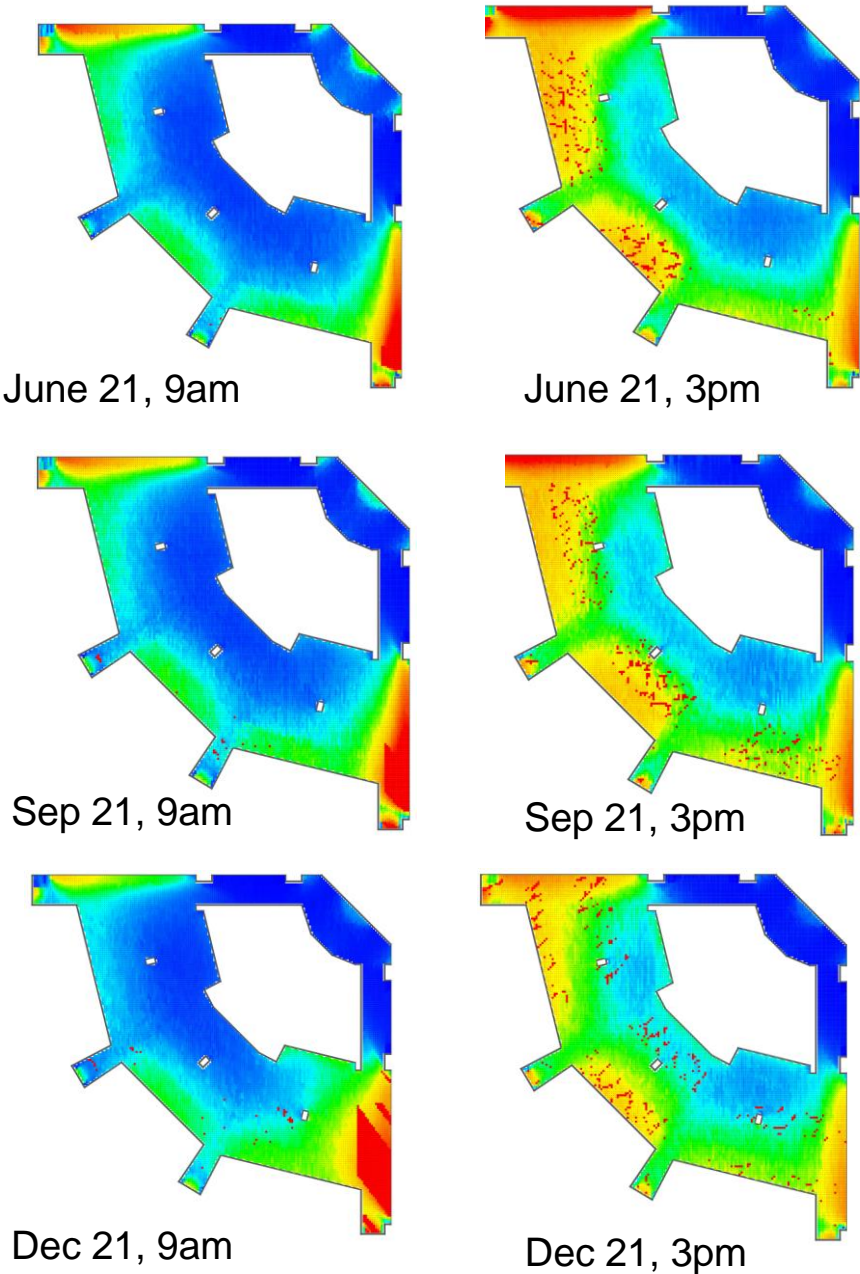 June 21, 9am
June 21, 3pm
Sep 21, 9am
Sep 21, 3pm
Dec 21, 9am
Dec 21, 3pm